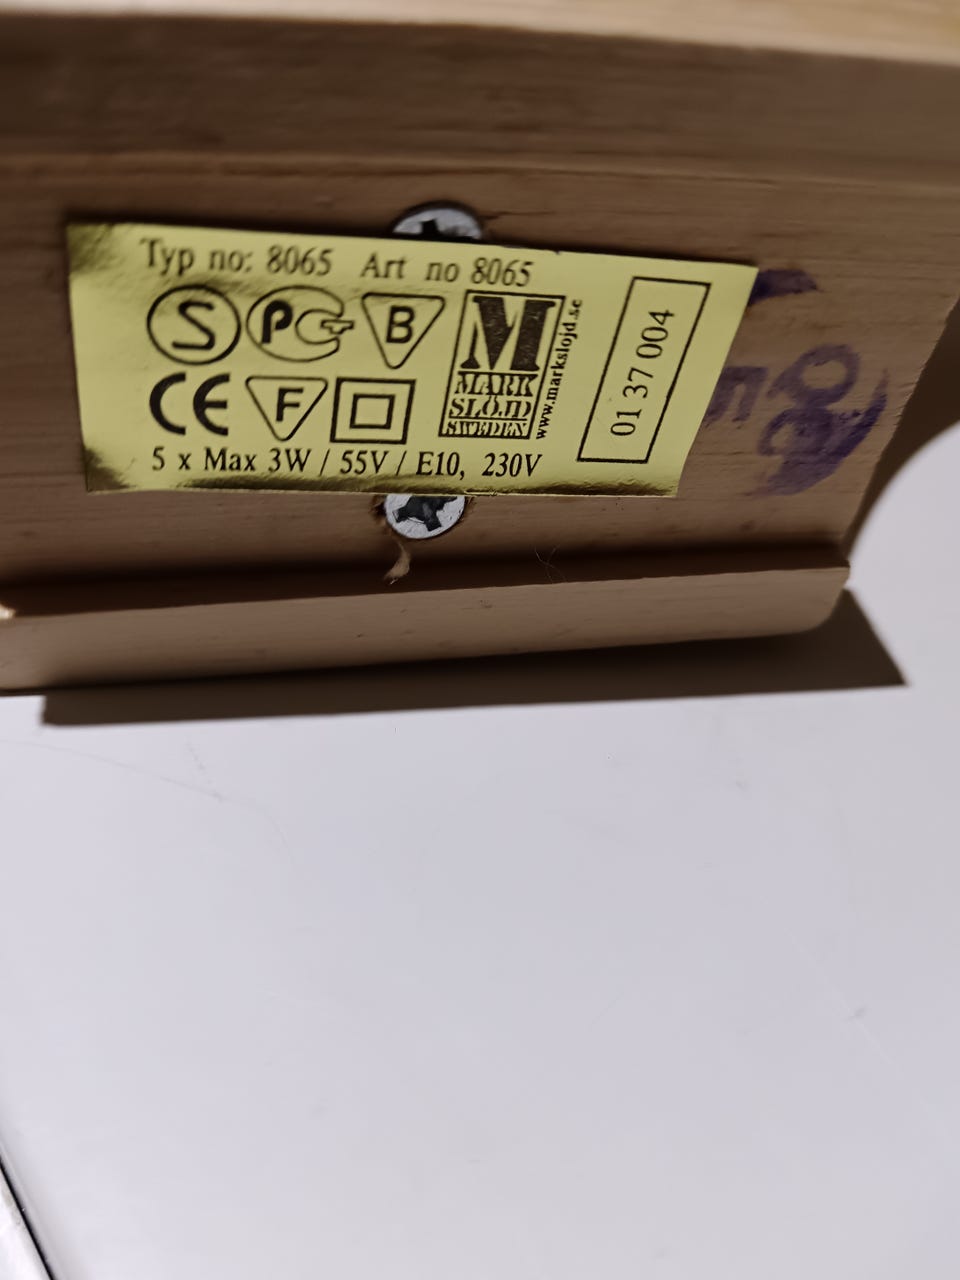 Typ no: 8065 Art no 8065
S PC B
CE F
M
MARK
SLÖJD
SWEDEN
www.markslojd.se
01 37 004
5 x Max 3W / 55V / E10, 230V